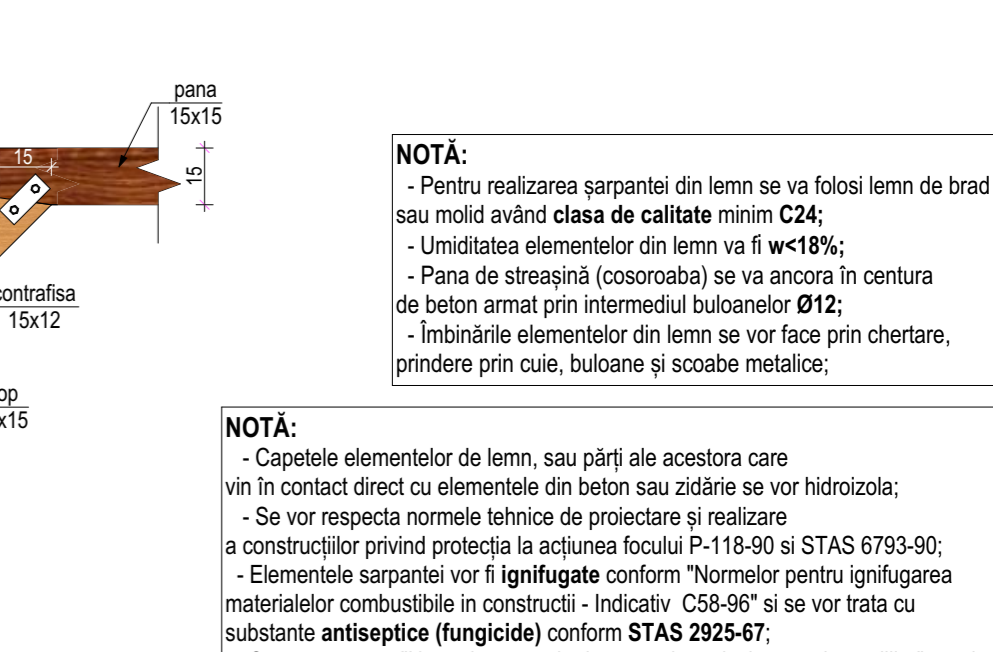 pana
15x15
15
15
contrafisa
15x12
NOTĂ:
- Pentru realizarea șarpantei din lemn se va folosi lemn de brad
sau molid având clasa de calitate minim C24;
- Umiditatea elementelor din lemn va fi w<18%;
- Pana de streașină (cosoroaba) se va ancora în centura
de beton armat prin intermediul buloanelor Ø12;
- Îmbinările elementelor din lemn se vor face prin chertare,
prindere prin cuie, buloane și scoabe metalice;
op
x15
NOTĂ:
- Capetele elementelor de lemn, sau părți ale acestora care
vin în contact direct cu elementele din beton sau zidărie se vor hidroizola;
- Se vor respecta normele tehnice de proiectare și realizare
a construcțiilor privind protecția la acțiunea focului P-118-90 si STAS 6793-90;
- Elementele sarpantei vor fi ignifugate conform "Normelor pentru ignifugarea
materialelor combustibile in constructii - Indicativ C58-96" si se vor trata cu
substante antiseptice (fungicide) conform STAS 2925-67;